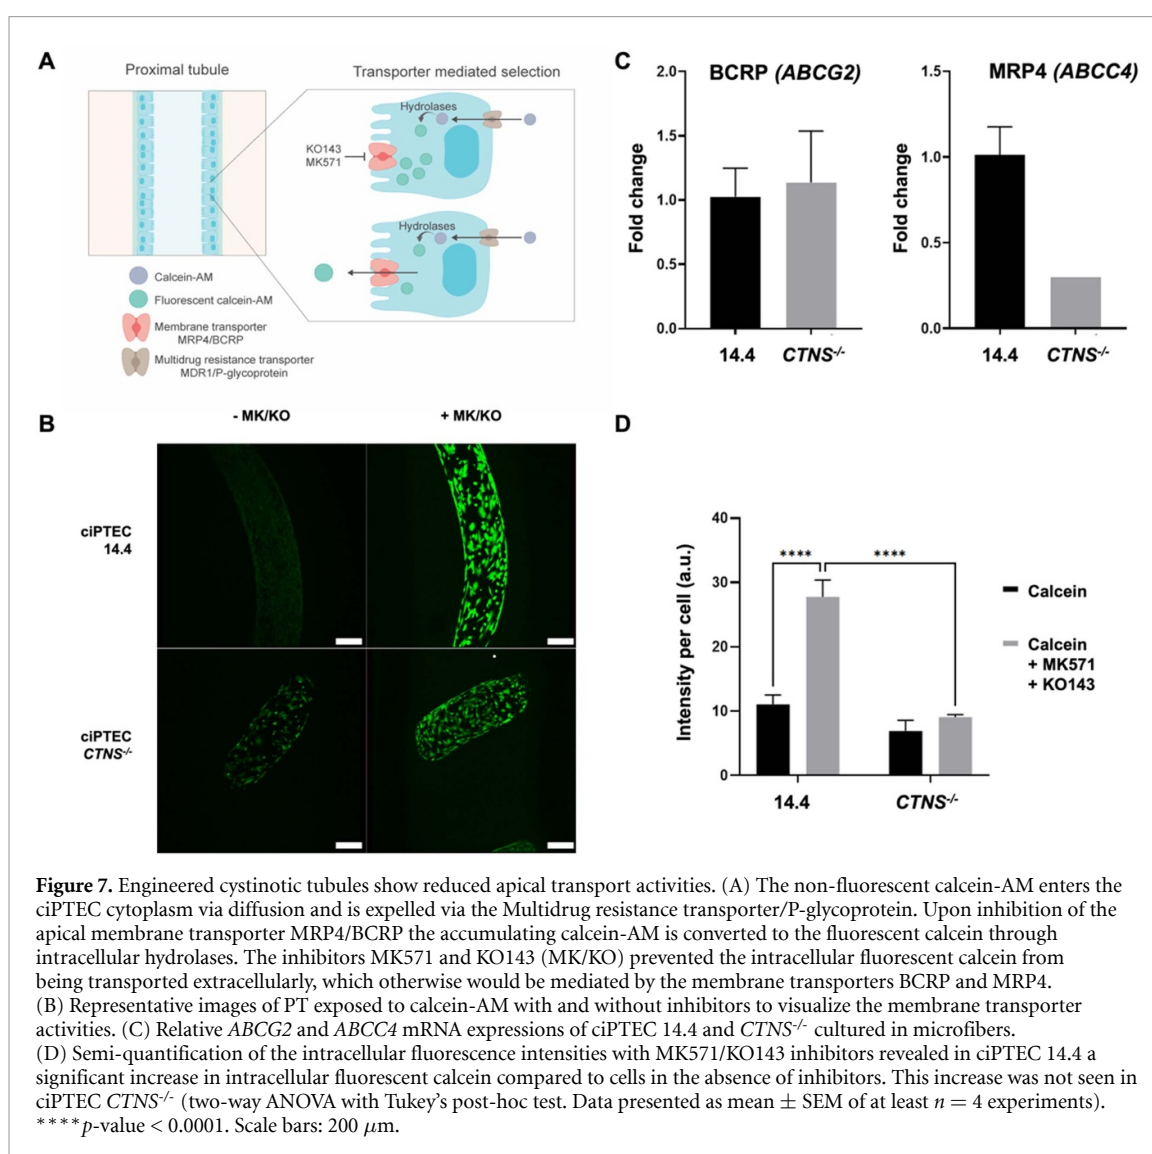 A
Proximal tubule
Transporter mediated selection
Hydrolases
KO143
MK571
Hydrolases
Calcein-AM
Fluorescent calcein-AM
Membrane transporter
MRP4/BCRP
Multidrug resistance transporter
MDR1/P-glycoprotein
C
BCRP (ABCG2)
Fold change
2.0
1.5
1.0
0.5
0.0
14.4
CTNS-/-
MRP4 (ABCC4)
Fold change
1.5
1.0
0.5
0.0
14.4
CTNS-/-
B
- MK/KO
+ MK/KO
ciPTEC
14.4
ciPTEC
CTNS-/-
D
Intensity per cell (a.u.)
40
30
20
10
0
****
****
14.4
CTNS-/-
Calcein
Calcein
+ MK571
+ KO143
Figure 7. Engineered cystinotic tubules show reduced apical transport activities. (A) The non-fluorescent calcein-AM enters the
ciPTEC cytoplasm via diffusion and is expelled via the Multidrug resistance transporter/P-glycoprotein. Upon inhibition of the
apical membrane transporter MRP4/BCRP the accumulating calcein-AM is converted to the fluorescent calcein through
intracellular hydrolases. The inhibitors MK571 and KO143 (MK/KO) prevented the intracellular fluorescent calcein from
being transported extracellularly, which otherwise would be mediated by the membrane transporters BCRP and MRP4.
(B) Representative images of PT exposed to calcein-AM with and without inhibitors to visualize the membrane transporter
activities. (C) Relative ABCG2 and ABCC4 mRNA expressions of ciPTEC 14.4 and CTNS-/- cultured in microfibers.
(D) Semi-quantification of the intracellular fluorescence intensities with MK571/KO143 inhibitors revealed in ciPTEC 14.4 a
significant increase in intracellular fluorescent calcein compared to cells in the absence of inhibitors. This increase was not seen in
ciPTEC CTNS-/- (two-way ANOVA with Tukey's post-hoc test. Data presented as mean ± SEM of at least n = 4 experiments).
****p-value < 0.0001. Scale bars: 200 μm.